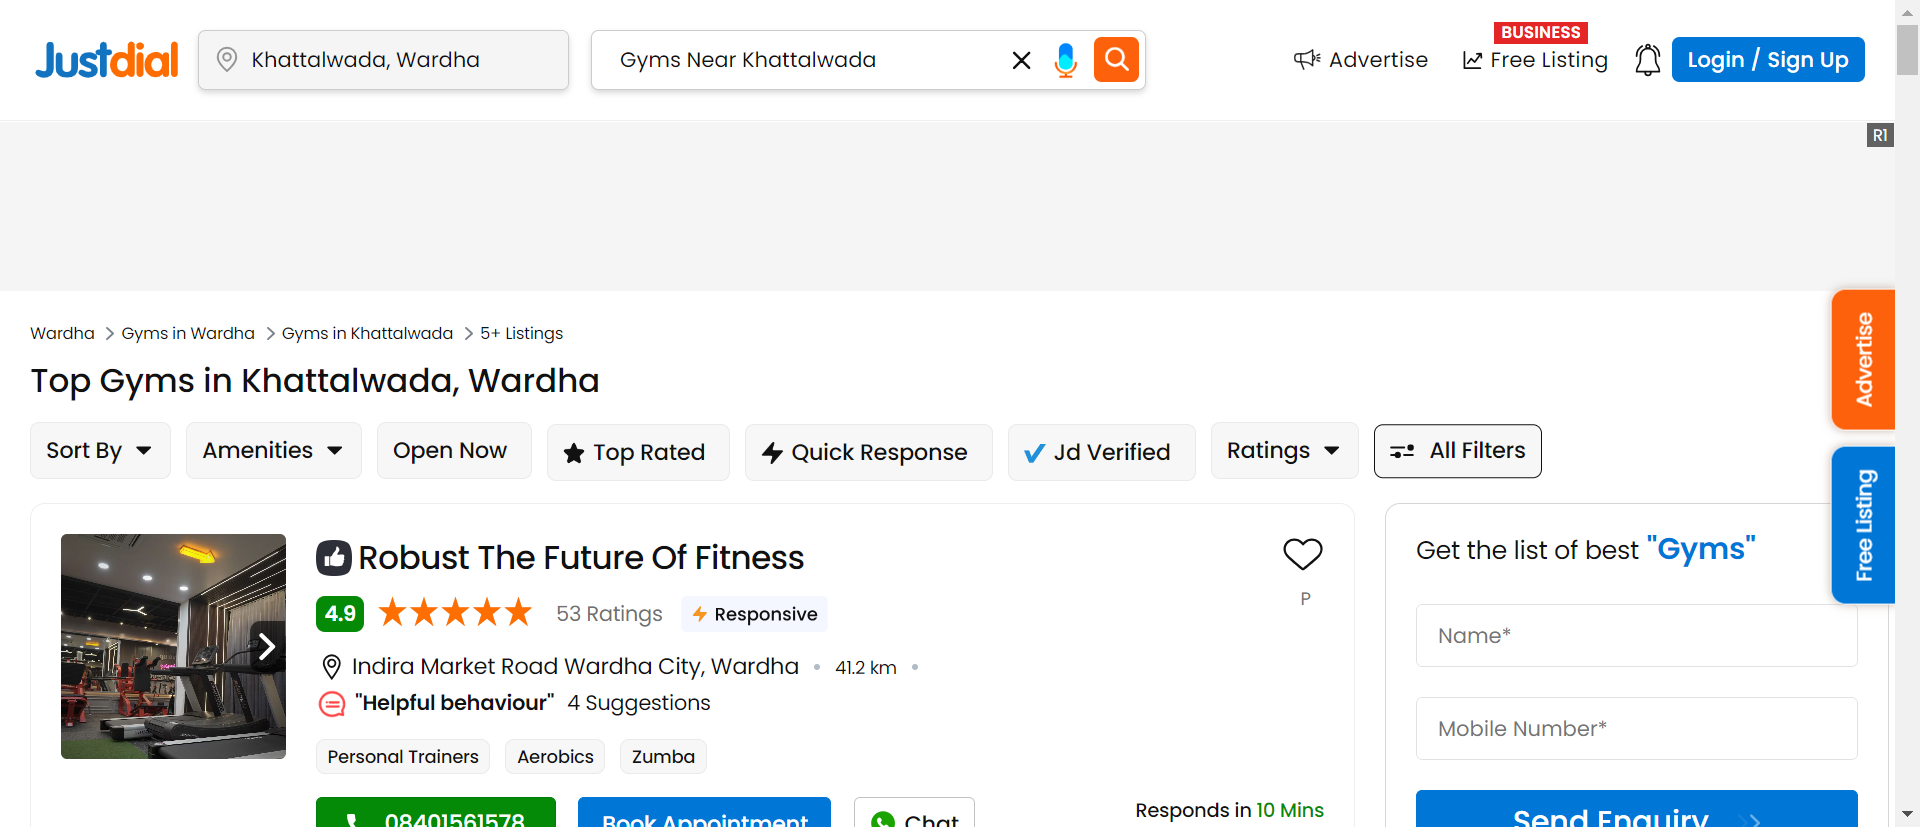 Justdial
Khattalwada, Wardha
Gyms Near Khattalwada
Advertise
BUSINESS
Free Listing
Login / Sign Up
R1
Wardha > Gyms in Wardha > Gyms in Khattalwada > 5+ Listings
Top Gyms in Khattalwada, Wardha
Sort By
Amenities
Open Now
Top Rated
Quick Response
Jd Verified
Ratings
All Filters
Advertise
Free Listing
Robust The Future Of Fitness
P
4.9 53 Ratings Responsive
Indira Market Road Wardha City, Wardha • 41.2 km •
"Helpful behaviour" 4 Suggestions
Personal Trainers Aerobics Zumba
08401561578 Book Appointment Chat
Responds in 10 Mins
Get the list of best "Gyms"
Name*
Mobile Number*
Send Enquiry